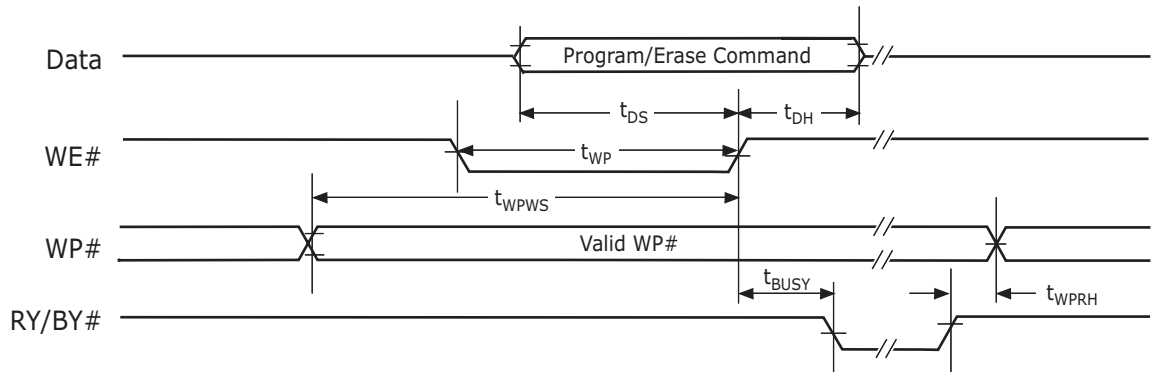 Data
Program/Erase Command
tDS
tDH
WE#
tWP
tWPWS
WP#
Valid WP#
tBUSY
tWPRH
RY/BY#